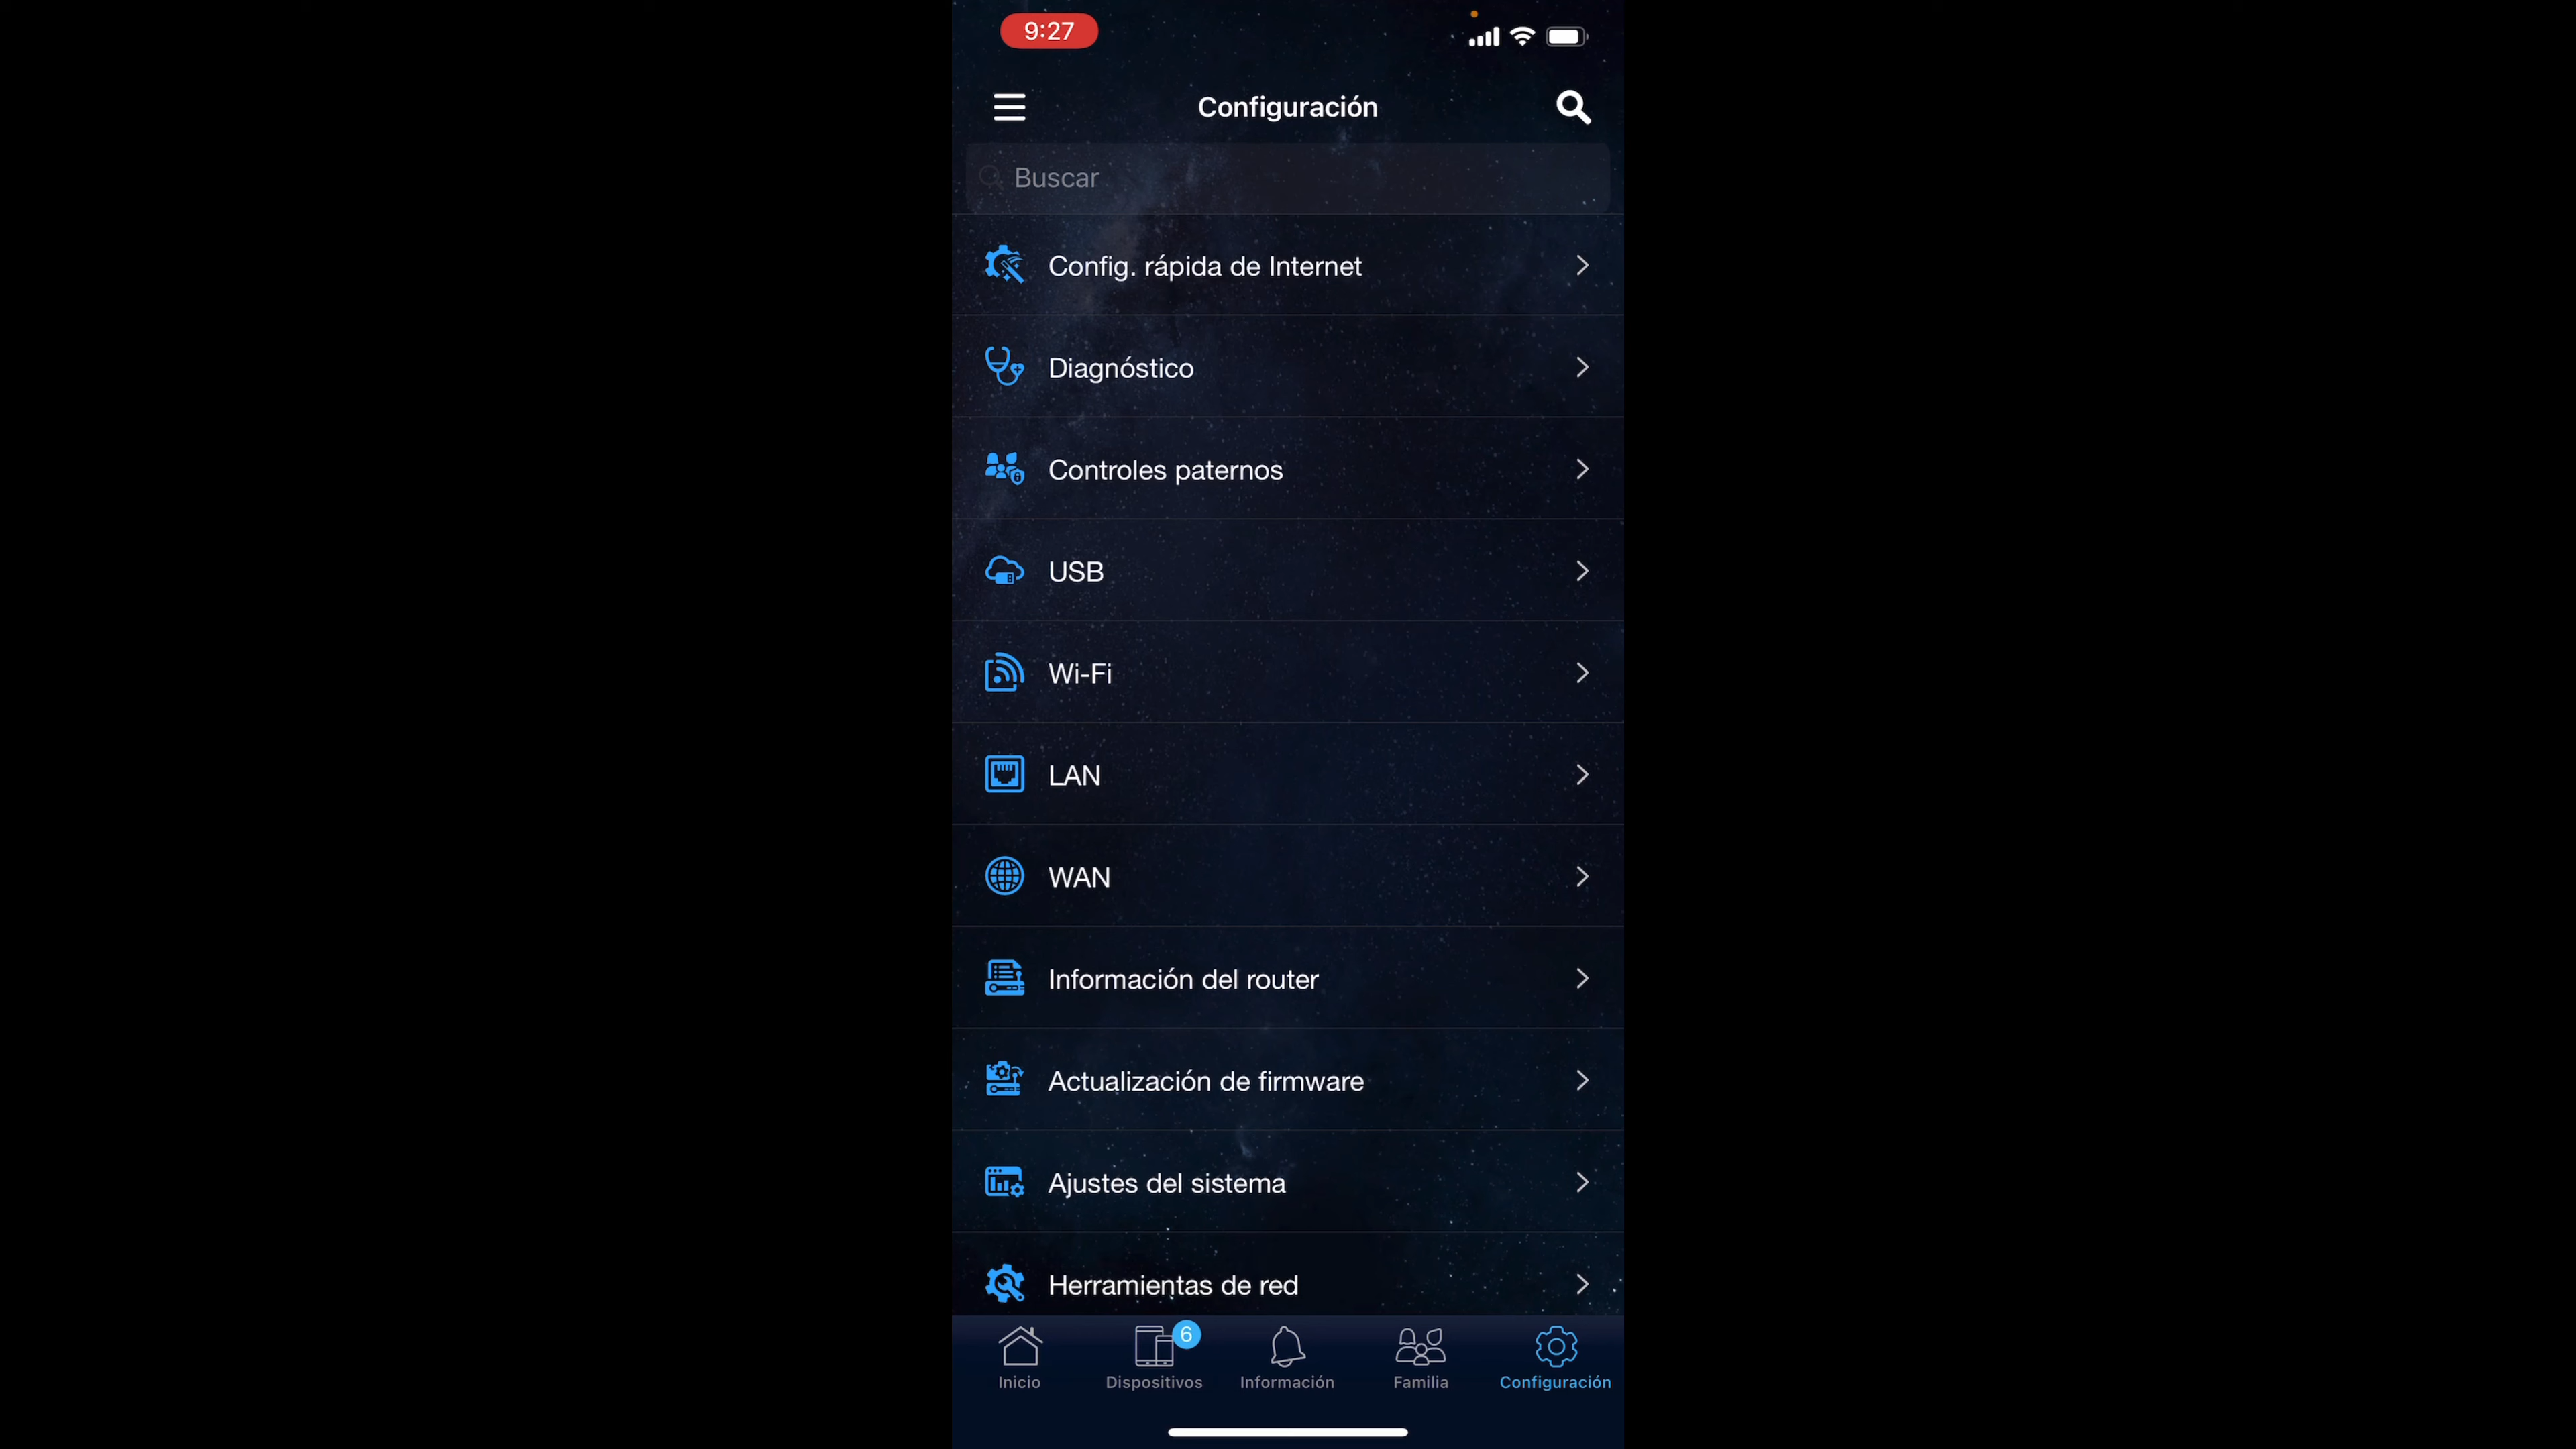 9:27
Configuración
Buscar
Config. rápida de Internet
Diagnóstico
Controles paternos
USB
Wi-Fi
LAN
WAN
Información del router
Actualización de firmware
Ajustes del sistema
Herramientas de red
6
Inicio
Dispositivos
Información
Familia
Configuración